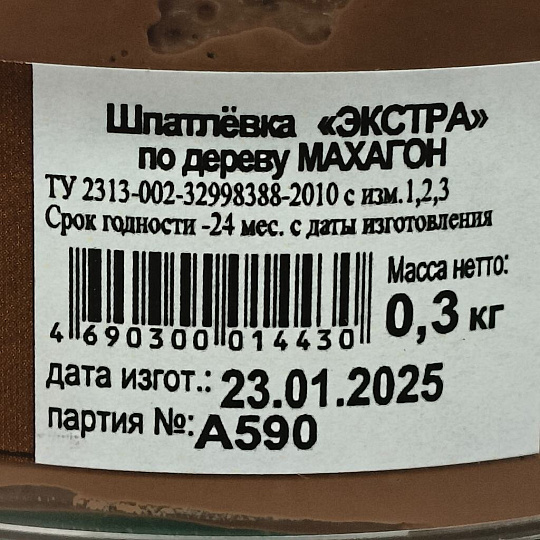 Шпатлёвка «ЭКСТРА»
по дереву МАХАГОН
ТУ 2313-002-32998388-2010 с изм.1,2,3
Срок годности -24 мес. с даты изготовления
Масса нетто:
0,3 кг
4 690300 014430
дата изгот.: 23.01.2025
партия №: А590